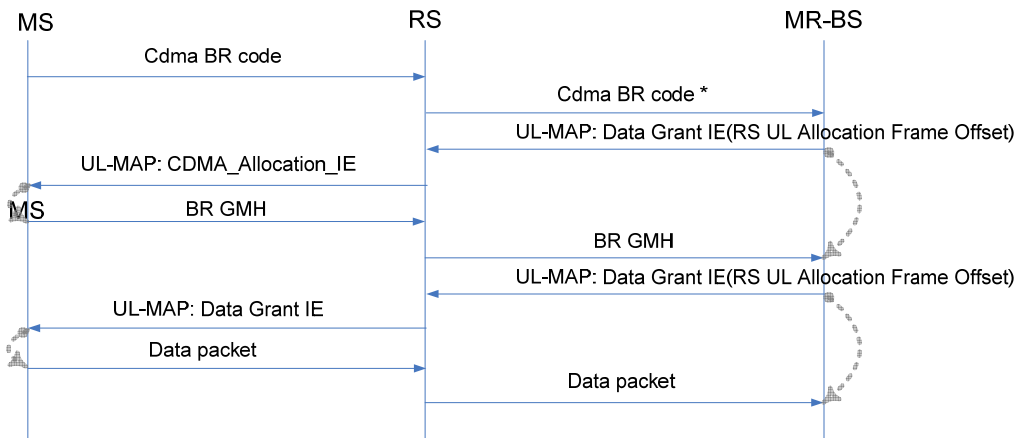 MS
RS
MR-BS
Cdma BR code
Cdma BR code *
UL-MAP: Data Grant IE(RS UL Allocation Frame Offset)
UL-MAP: CDMA_Allocation_IE
MS
BR GMH
BR GMH
UL-MAP: Data Grant IE(RS UL Allocation Frame Offset)
UL-MAP: Data Grant IE
Data packet
Data packet